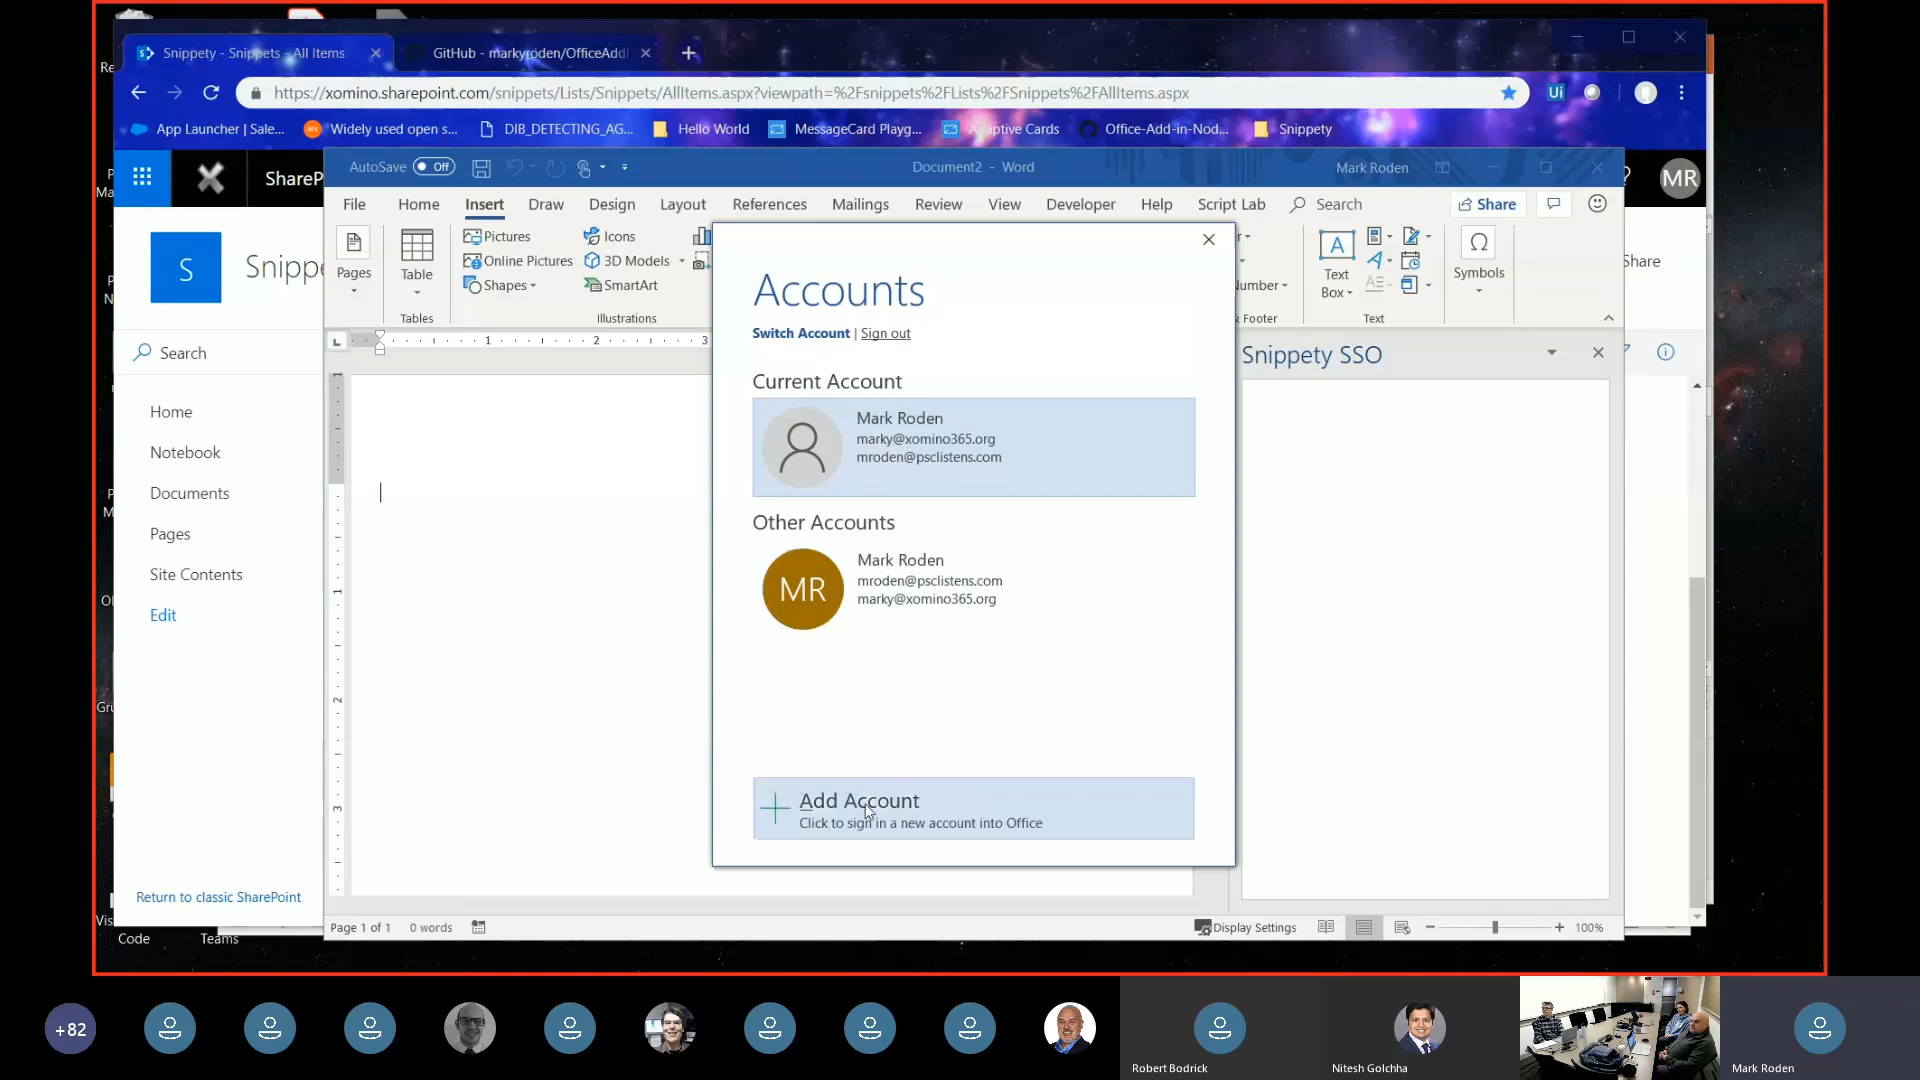 Snippety - Snippets - All Items
GitHub - markyroden/OfficeAdd
https://xomino.sharepoint.com/snippets/Lists/Snippets/AllItems.aspx?viewpath=%2Fsnippets%2FLists%2FSnippets%2FAllItems.aspx
App Launcher | Sale...
Widely used open s...
DIB_DETECTING_AG...
Hello World
MessageCard Playg...
Adaptive Cards
Office-Add-in-Nod...
Snippety
ShareP
MR
AutoSave
Off
Document2 - Word
Mark Roden
File
Home
Insert
Draw
Design
Layout
References
Mailings
Review
View
Developer
Help
Script Lab
Search
Share
Pages
Table
Tables
Pictures
Online Pictures
Shapes
Icons
3D Models
SmartArt
Illustrations
Text
Box
Symbols
Text
Share
S
Snippe
Search
Home
Notebook
Documents
Pages
Site Contents
Edit
Return to classic SharePoint
Code
Teams
Accounts
Switch Account | Sign out
Current Account
Mark Roden
marky@xomino365.org
mroden@psclistens.com
Other Accounts
MR
Mark Roden
mroden@psclistens.com
marky@xomino365.org
Add Account
Click to sign in a new account into Office
Snippety SSO
Page 1 of 1
0 words
Display Settings
100%
+82
Robert Bodrick
Nitesh Golchha
Mark Roden